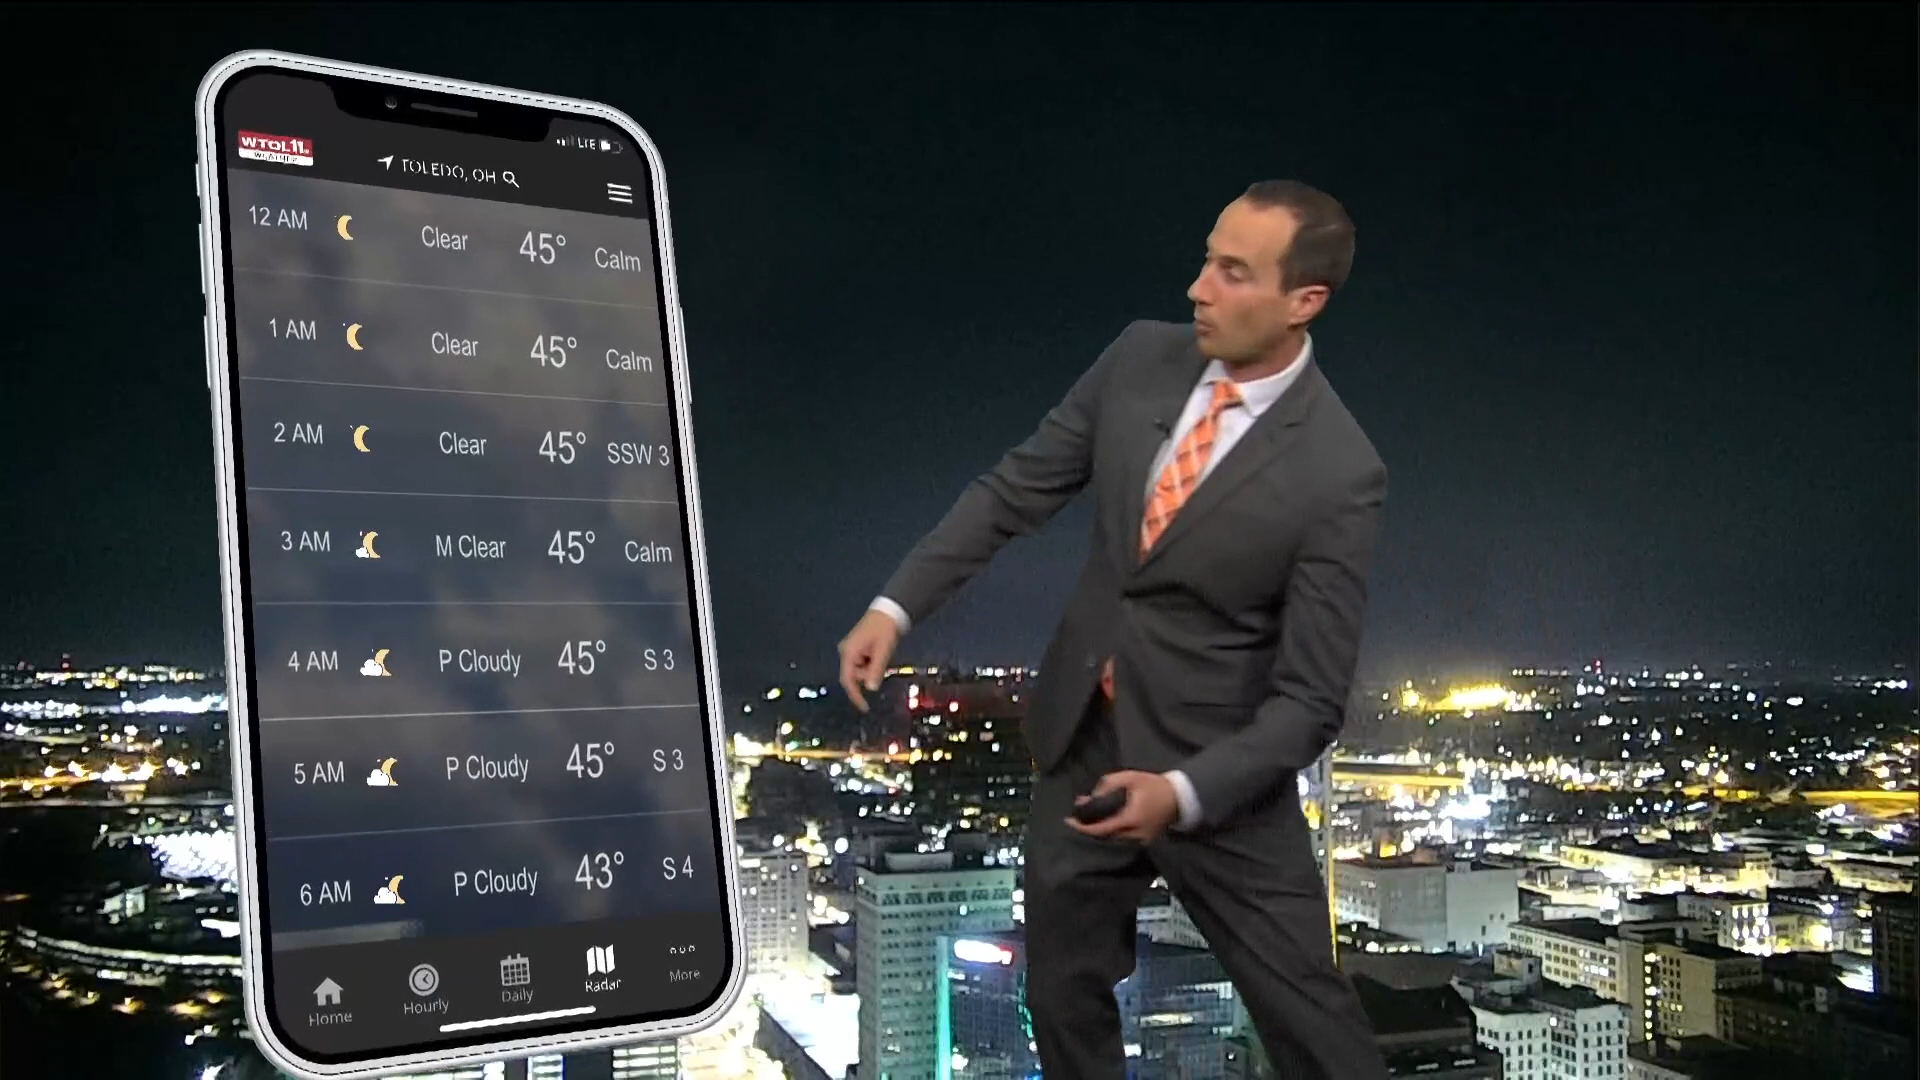 WTOL11
WEATHER
LTE
TOLEDO, OH
12 AM Clear 45° Calm
1 AM Clear 45° Calm
2 AM Clear 45° SSW 3
3 AM M Clear 45° Calm
4 AM P Cloudy 45° S 3
5 AM P Cloudy 45° S 3
6 AM P Cloudy 43° S 4
Home Hourly Daily Radar More